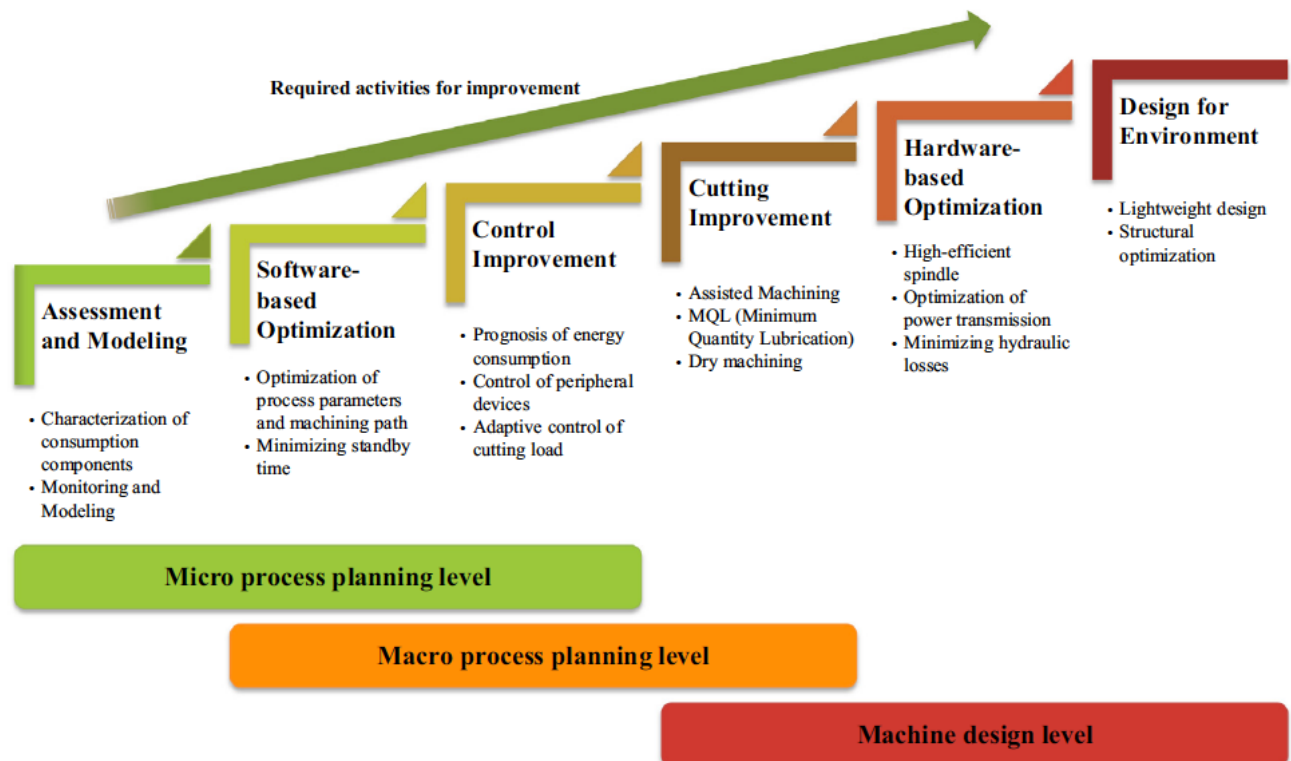 Required activities for improvement
Assessment
and Modeling
• Characterization of
consumption
components
• Monitoring and
Modeling
Software-
based
Optimization
• Optimization of
process parameters
and machining path
• Minimizing standby
time
Control
Improvement
• Prognosis of energy
consumption
• Control of peripheral
devices
• Adaptive control of
cutting load
Cutting
Improvement
• Assisted Machining
• MQL (Minimum
Quantity Lubrication)
• Dry machining
Hardware-
based
Optimization
• High-efficient
spindle
• Optimization of
power transmission
• Minimizing hydraulic
losses
Design for
Environment
• Lightweight design
• Structural
optimization
Micro process planning level
Macro process planning level
Machine design level